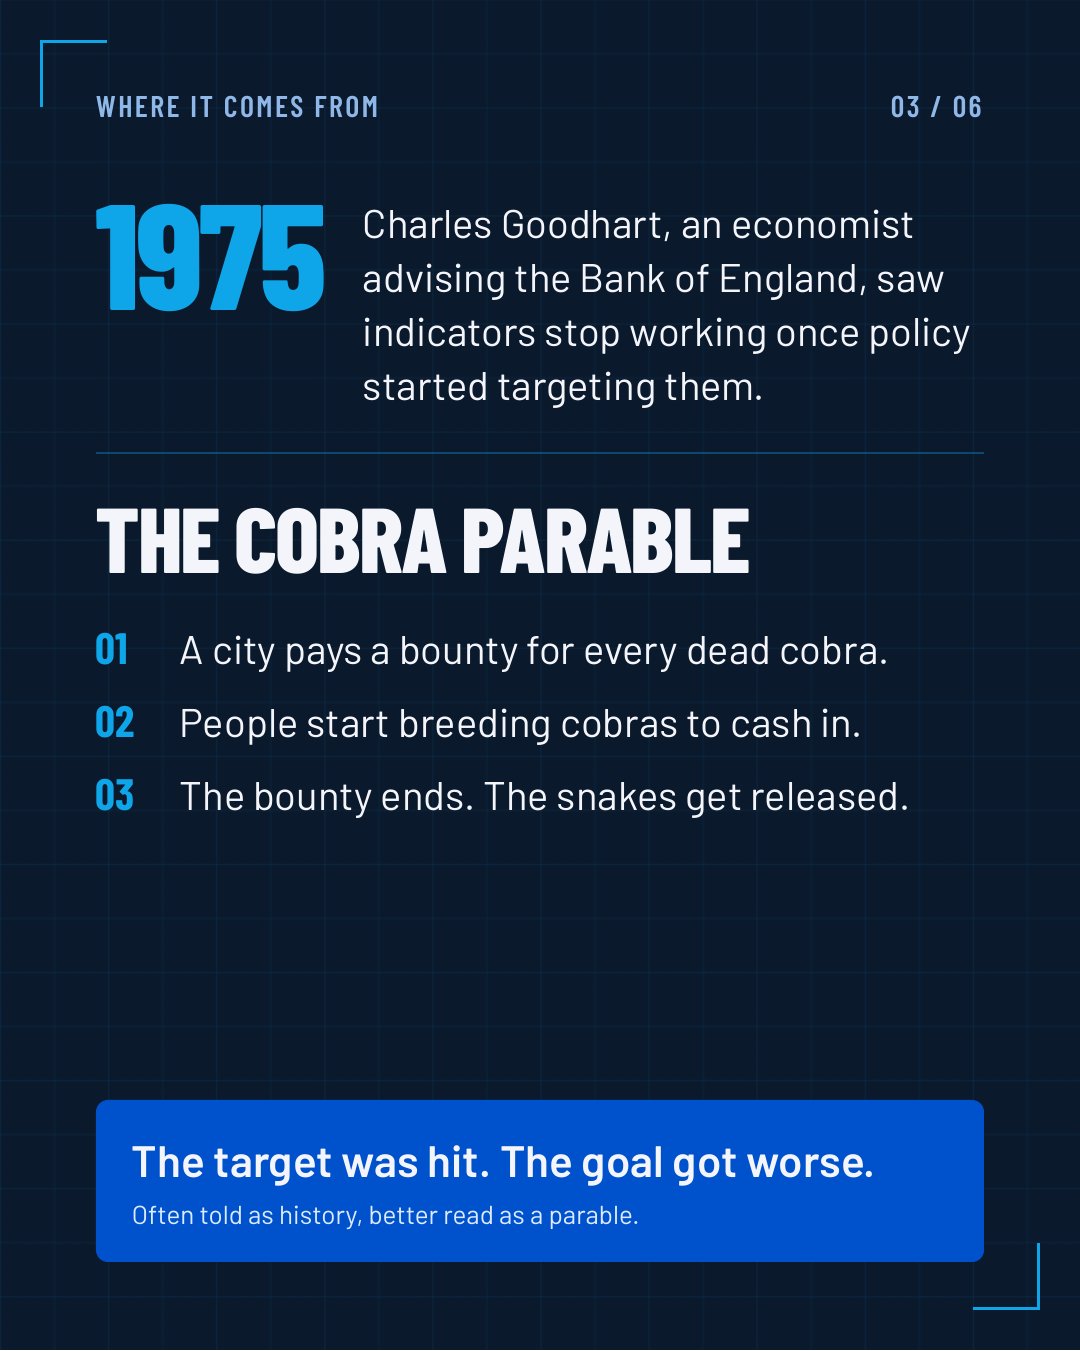 WHERE IT COMES FROM
03 / 06
1975
Charles Goodhart, an economist
advising the Bank of England, saw
indicators stop working once policy
started targeting them.
THE COBRA PARABLE
01 A city pays a bounty for every dead cobra.
02 People start breeding cobras to cash in.
03 The bounty ends. The snakes get released.
The target was hit. The goal got worse.
Often told as history, better read as a parable.